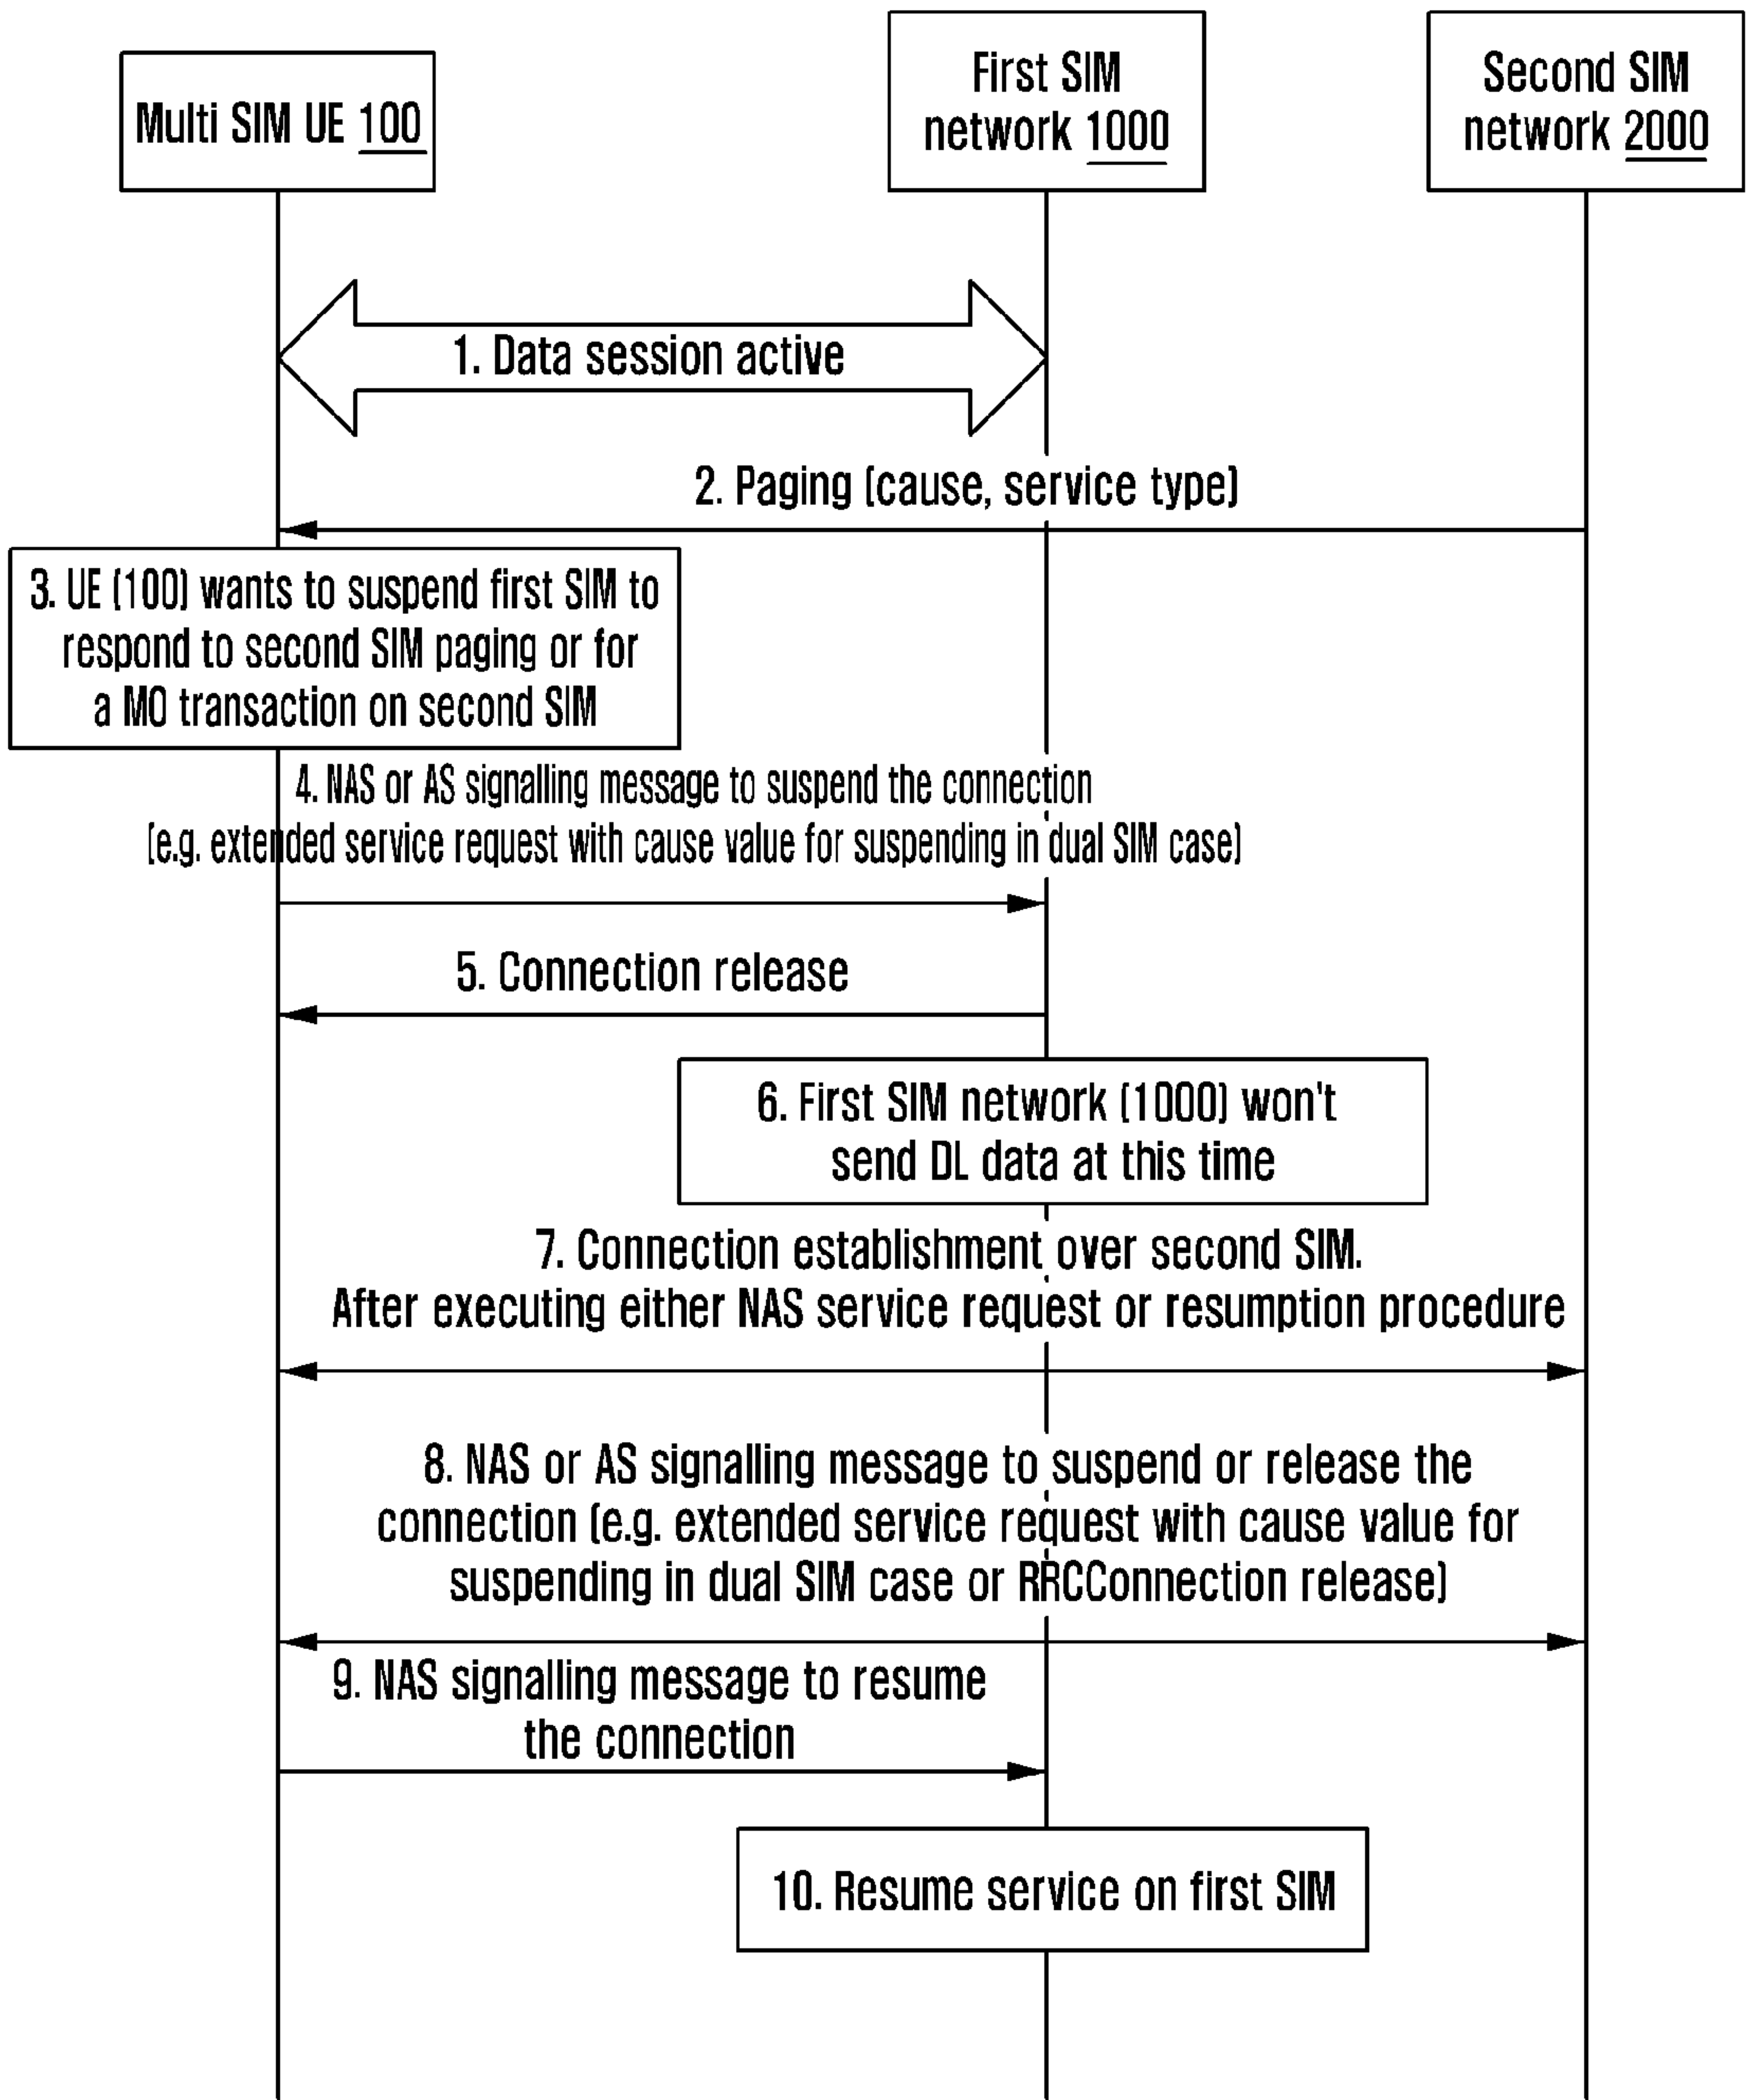 Multi SIM UE 100
First SIM
network 1000
Second SIM
network 2000
1. Data session active
2. Paging (cause, service type)
3. UE (100) wants to suspend first SIM to
respond to second SIM paging or for
a MO transaction on second SIM
4. NAS or AS signalling message to suspend the connection
(e.g. extended service request with cause value for suspending in dual SIM case)
5. Connection release
6. First SIM network (1000) won't
send DL data at this time
7. Connection establishment over second SIM.
After executing either NAS service request or resumption procedure
8. NAS or AS signalling message to suspend or release the
connection (e.g. extended service request with cause value for
suspending in dual SIM case or RRCConnection release)
9. NAS signalling message to resume
the connection
10. Resume service on first SIM